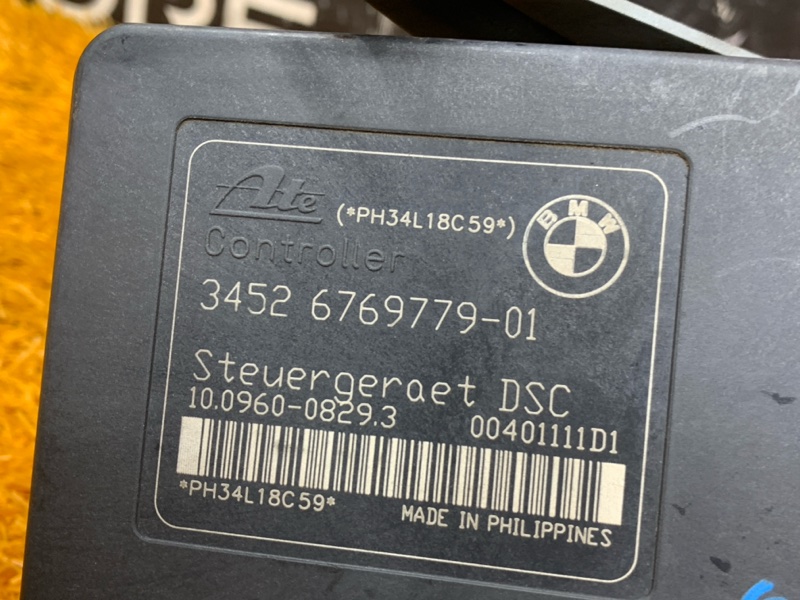 Ate
(*PH34L18C59*)
BMW
Controller
3452 6769779-01
Steuergeraet DSC
10.0960-0829.3 00401111D1
*PH34L18C59*
MADE IN PHILIPPINES